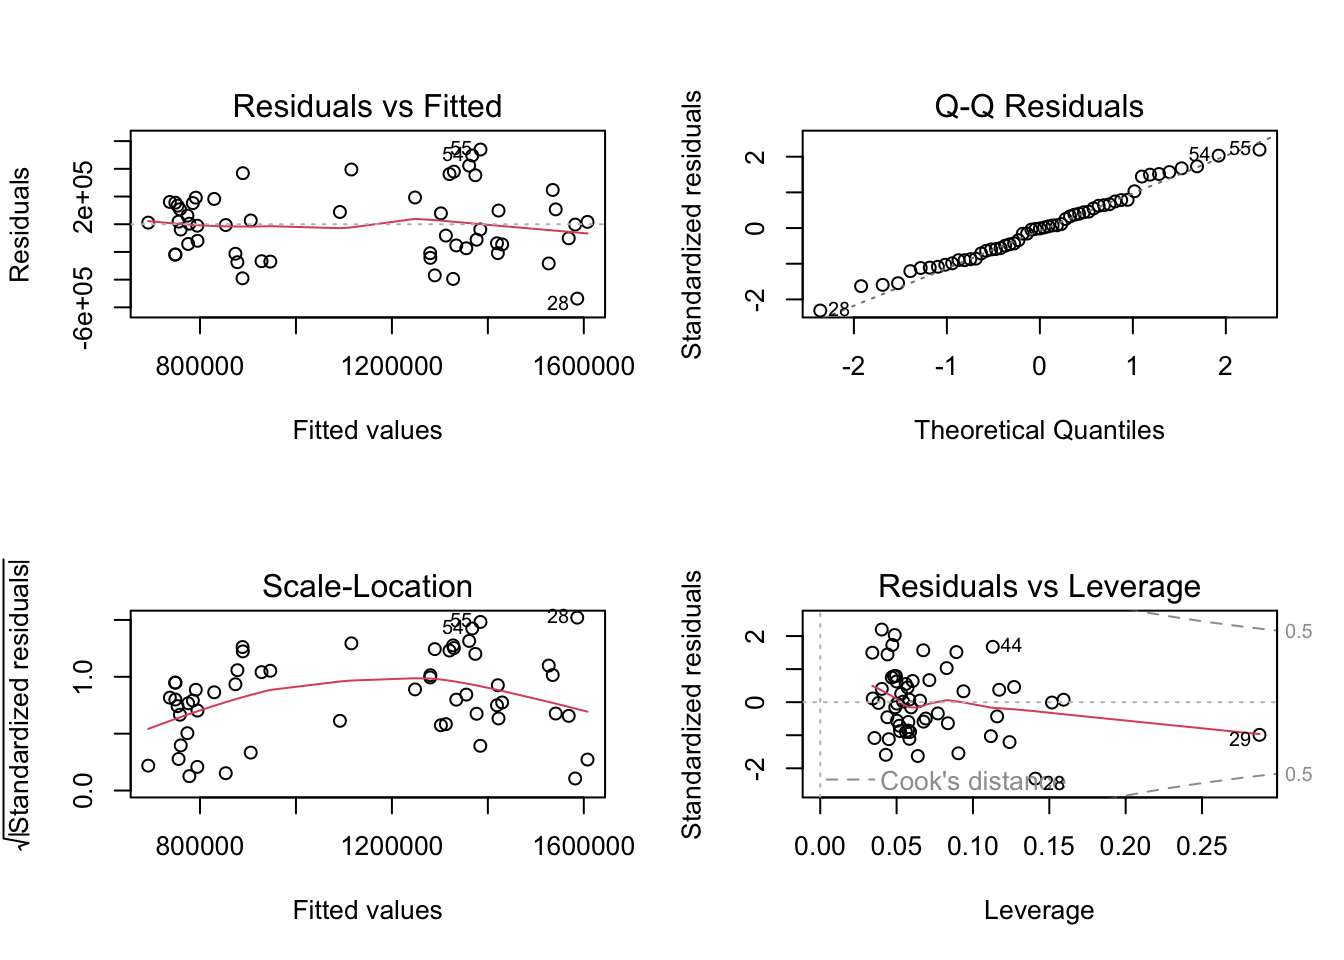 Residuals vs Fitted
Residuals
-6e+05 2e+05
55
54
28
800000 1200000 1600000
Fitted values
Q-Q Residuals
Standardized residuals
-2 0 2
54 55
28
-2 -1 0 1 2
Theoretical Quantiles
Scale-Location
√|Standardized residuals|
0.0 1.0
55
54
28
800000 1200000 1600000
Fitted values
Residuals vs Leverage
Standardized residuals
-2 0 2
0.5
44
29
0.5
Cook's distance
28
0.00 0.05 0.10 0.15 0.20 0.25
Leverage